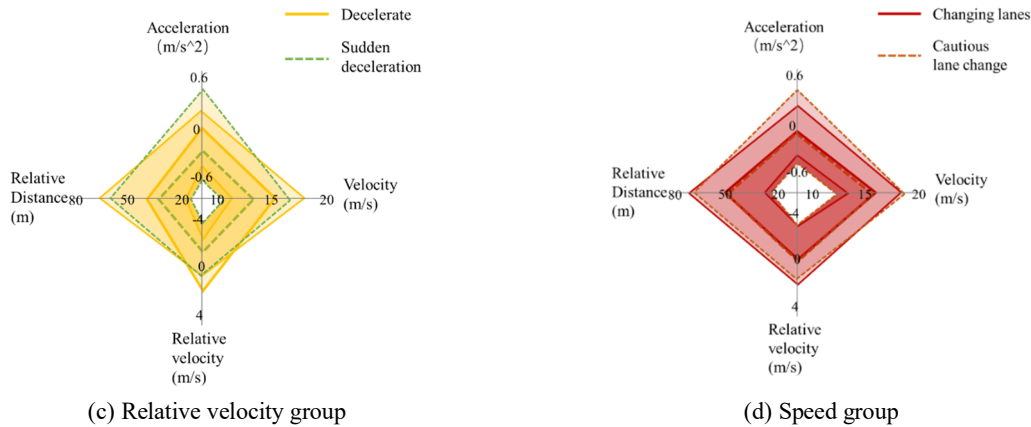 Acceleration
(m/s^2)
Decelerate
Sudden
deceleration
0.6
0
-0.6
Relative
Distance
(m)
80
50
20
10
15
20
Velocity
(m/s)
-4
0
4
Relative
velocity
(m/s)
(c) Relative velocity group
Acceleration
(m/s^2)
Changing lanes
Cautious
lane change
0.6
0
-0.6
Relative
Distance
(m)
80
50
20
10
15
20
Velocity
(m/s)
-4
0
4
Relative
velocity
(m/s)
(d) Speed group